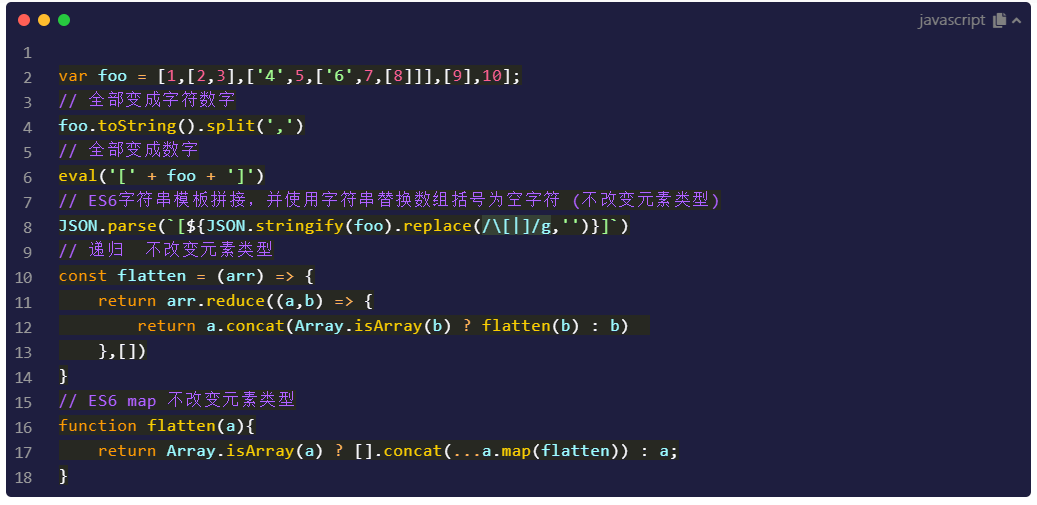 javascript
1
2 var foo = [1,[2,3],['4',5,['6',7,[8]]],[9],10];
3 // 全部变成字符数字
4 foo.toString().split(',')
5 // 全部变成数字
6 eval('[' + foo + ']')
7 // ES6字符串模板拼接，并使用字符串替换数组括号为空字符 (不改变元素类型)
8 JSON.parse(`[${JSON.stringify(foo).replace(/\[|]/g,'')}]`)
9 // 递归  不改变元素类型
10 const flatten = (arr) => {
11     return arr.reduce((a,b) => {
12         return a.concat(Array.isArray(b) ? flatten(b) : b)
13     },[])
14 }
15 // ES6 map 不改变元素类型
16 function flatten(a){
17     return Array.isArray(a) ? [].concat(...a.map(flatten)) : a;
18 }